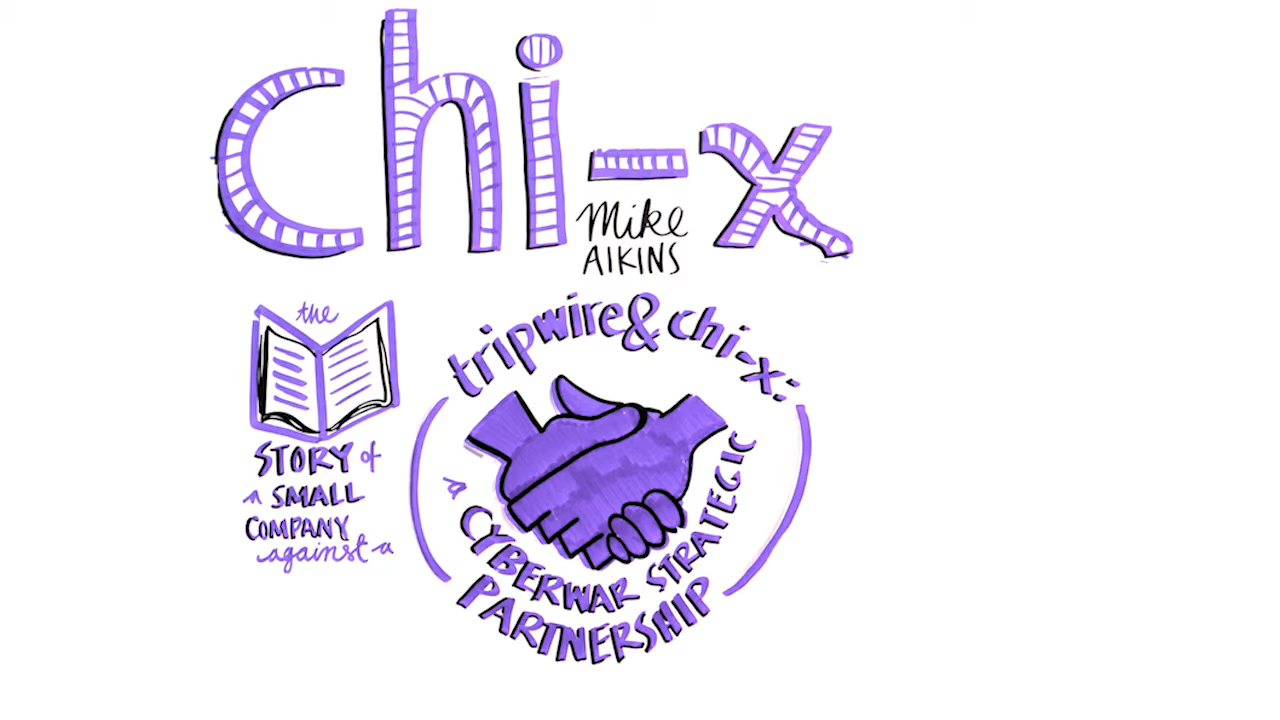 chi-x
Mike
AIKINS
the
STORY of
a SMALL
COMPANY
against a
tripwire & chi-x:
a CYBERWAR STRATEGIC
PARTNERSHIP